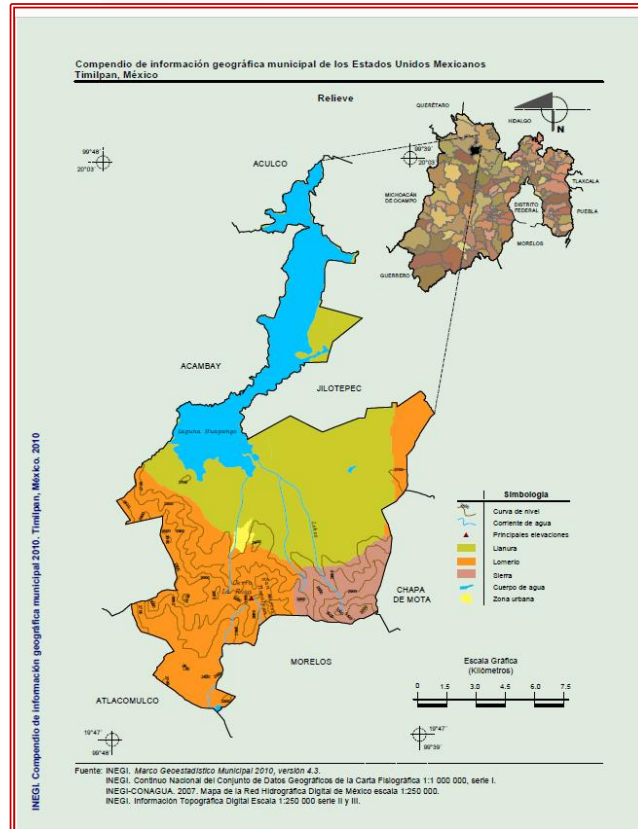 Compendio de información geográfica municipal de los Estados Unidos Mexicanos
Timilpan, México
Relieve
QUERÉTARO
HIDALGO
N
99°48'
20°03'
99°39'
20°03'
ACULCO
TLAXCALA
MICHOACÁN
DE OCAMPO
DISTRITO
FEDERAL
PUEBLA
MORELOS
GUERRERO
ACAMBAY
JILOTEPEC
Laguna Huapango
Simbología
Curva de nivel
Corriente de agua
Principales elevaciones
Llanura
Lomerío
Sierra
Cuerpo de agua
Zona urbana
CHAPA
DE MOTA
MORELOS
ATLACOMULCO
Escala Gráfica
(Kilómetros)
0 1.5 3.0 4.5 6.0 7.5
19°47'
99°48'
19°47'
99°39'
Fuente: INEGI. Marco Geoestadístico Municipal 2010, versión 4.3.
INEGI. Continuo Nacional del Conjunto de Datos Geográficos de la Carta Fisiográfica 1:1 000 000, serie I.
INEGI-CONAGUA. 2007. Mapa de la Red Hidrográfica Digital de México escala 1:250 000.
INEGI. Información Topográfica Digital Escala 1:250 000 serie II y III.
INEGI. Compendio de información geográfica municipal 2010. Timilpan, México. 2010